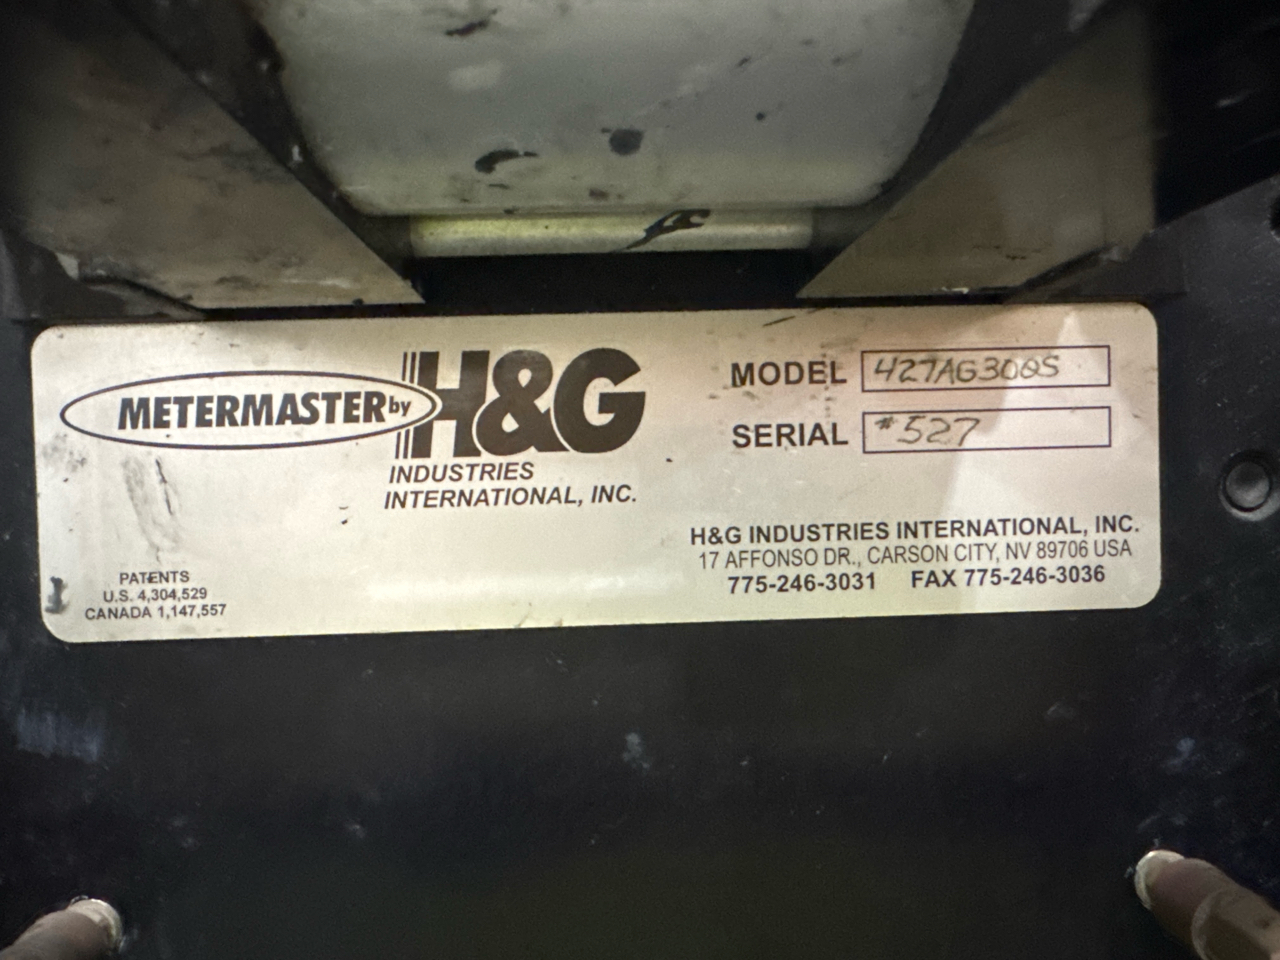 METERMASTER by H&G
INDUSTRIES
INTERNATIONAL, INC.
MODEL 427AG30QS
SERIAL #527
H&G INDUSTRIES INTERNATIONAL, INC.
17 AFFONSO DR., CARSON CITY, NV 89706 USA
775-246-3031 FAX 775-246-3036
PATENTS
U.S. 4,304,529
CANADA 1,147,557